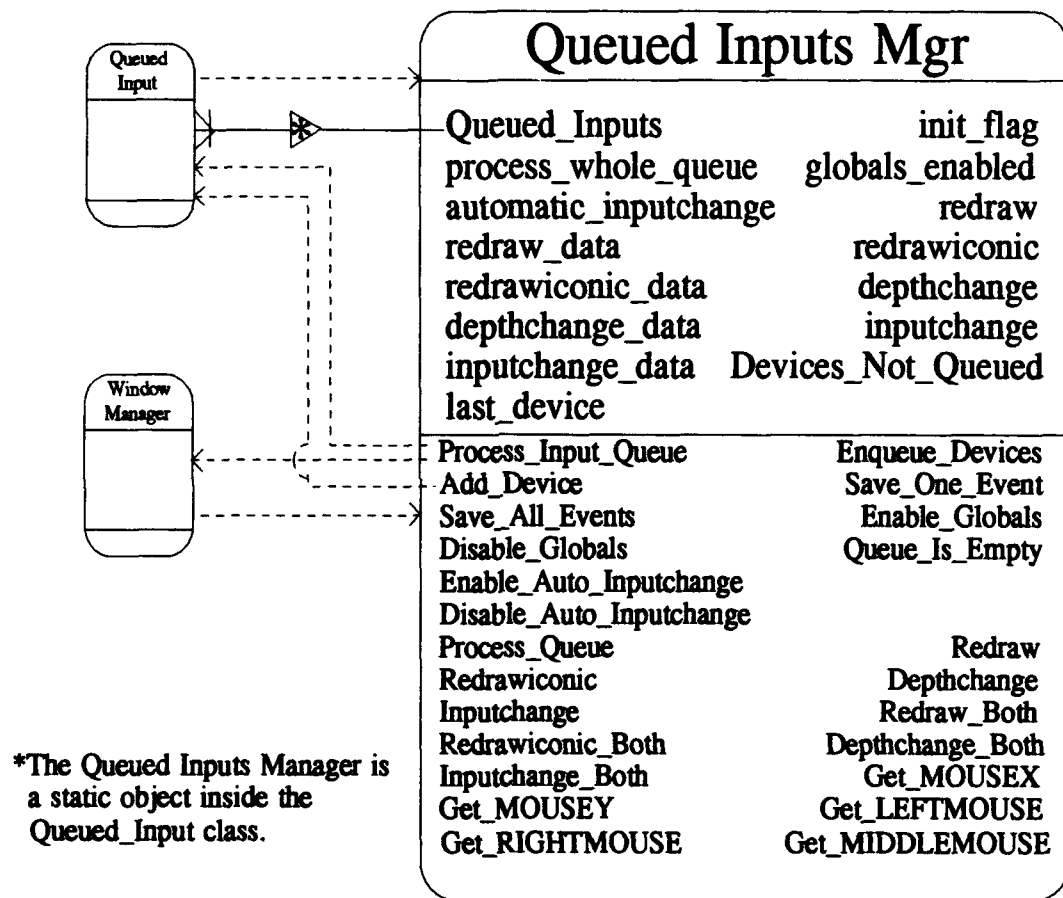 Queued
Input
Queued Inputs Mgr
Queued_Inputs init_flag
process_whole_queue globals_enabled
automatic_inputchange redraw
redraw_data redrawiconic
redrawiconic_data depthchange
depthchange_data inputchange
inputchange_data Devices_Not_Queued
last_device
Window
Manager
Process_Input_Queue Enqueue_Devices
Add_Device Save_One_Event
Save_All_Events Enable_Globals
Disable_Globals Queue_Is_Empty
Enable_Auto_Inputchange
Disable_Auto_Inputchange
Process_Queue Redraw
Redrawiconic Depthchange
Inputchange Redraw_Both
Redrawiconic_Both Depthchange_Both
Inputchange_Both Get_MOUSEX
Get_MOUSEY Get_LEFTMOUSE
Get_RIGHTMOUSE Get_MIDDLEMOUSE
*
*The Queued Inputs Manager is
a static object inside the
Queued_Input class.